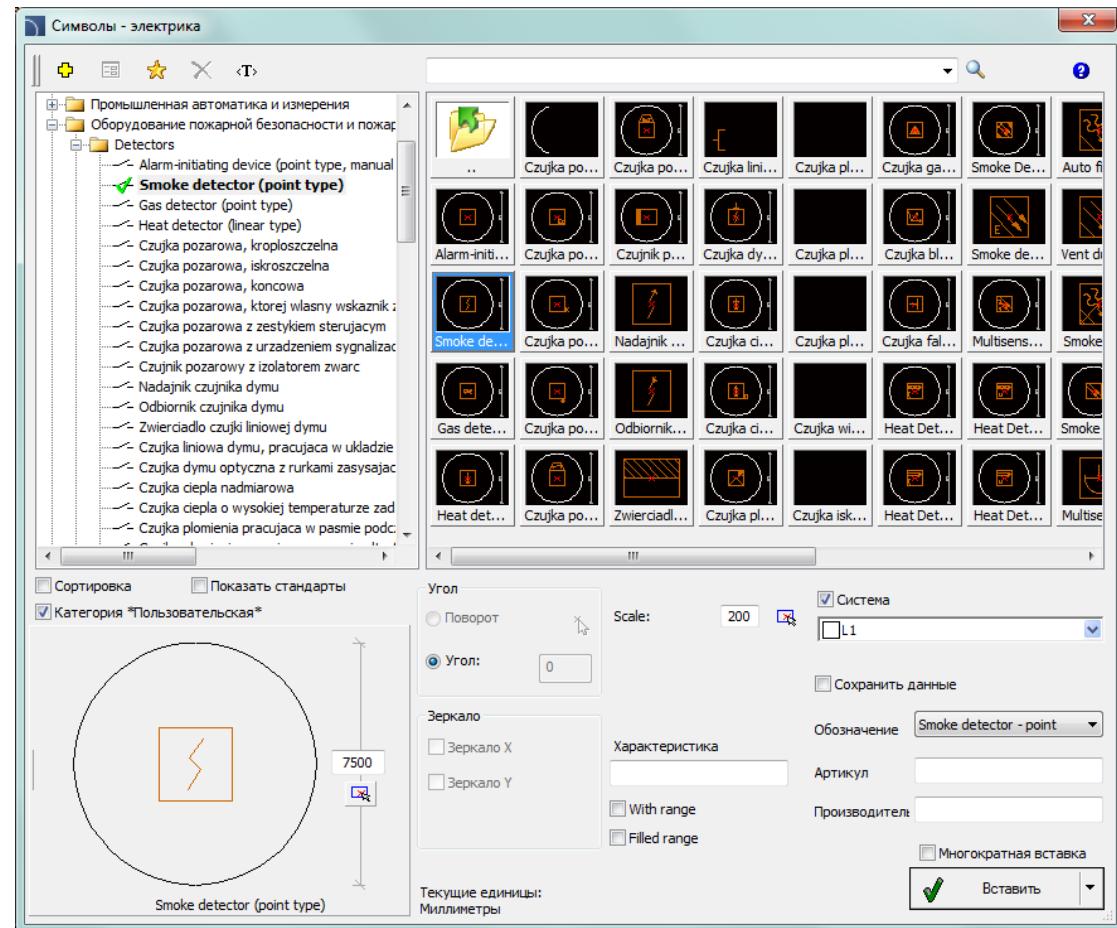 Символы - электрика
<T>
Промышленная автоматика и измерения
Оборудование пожарной безопасности и пожар
Detectors
Alarm-initiating device (point type, manual
Smoke detector (point type)
Gas detector (point type)
Heat detector (linear type)
Czujka pozarowa, kroploszczelna
Czujka pozarowa, iskroszczelna
Czujka pozarowa, koncowa
Czujka pozarowa, ktorej wlasny wskaznik z
Czujka pozarowa z zestykiem sterujacym
Czujka pozarowa z urzadzeniem sygnalizac
Czujnik pozarowy z izolatorem zwarc
Nadajnik czujnika dymu
Odbiornik czujnika dymu
Zwierciadlo czujki liniowej dymu
Czujka liniowa dymu, pracujaca w ukladzie
Czujka dymu optyczna z rurkami zasysajac
Czujka ciepla nadmiarowa
Czujka ciepla o wysokiej temperaturze zad
Czujka plomienia pracujaca w pasmie podc
.. Czujka po... Czujka po... Czujka lini... Czujka pl... Czujka ga... Smoke De... Auto fi
Alarm-initi... Czujka po... Czujnik p... Czujka dy... Czujka pl... Czujka bl... Smoke de... Vent du
Smoke de... Czujka po... Nadajnik ... Czujka ci... Czujka pl... Czujka fal... Multisens... Smoke
Gas dete... Czujka po... Odbiornik... Czujka ci... Czujka wi... Heat Det... Heat Det... Smoke
Heat det... Czujka po... Zwierciadl... Czujka pl... Czujka isk... Heat Det... Heat Det... Multise
Сортировка Показать стандарты
Категория *Пользовательская*
7500
Smoke detector (point type)
Угол
Поворот
Угол: 0
Зеркало
Зеркало X
Зеркало Y
Текущие единицы:
Миллиметры
Scale: 200
Характеристика
With range
Filled range
Система
L1
Сохранить данные
Обозначение Smoke detector - point
Артикул
Производитель
Многократная вставка
Вставить